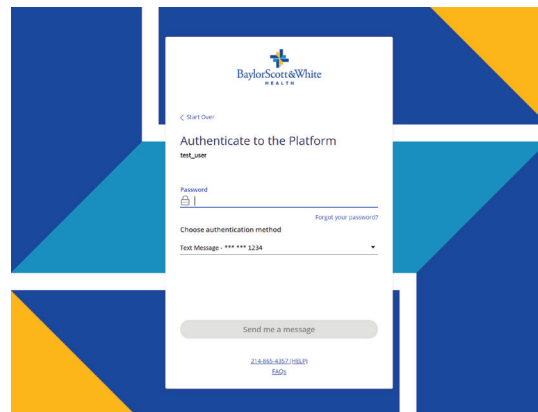 BaylorScott&White
HEALTH
< Start Over
Authenticate to the Platform
test_user
Password
Forgot your password?
Choose authentication method
Text Message - *** *** 1234
Send me a message
214-865-4357 (HELP)
FAQs